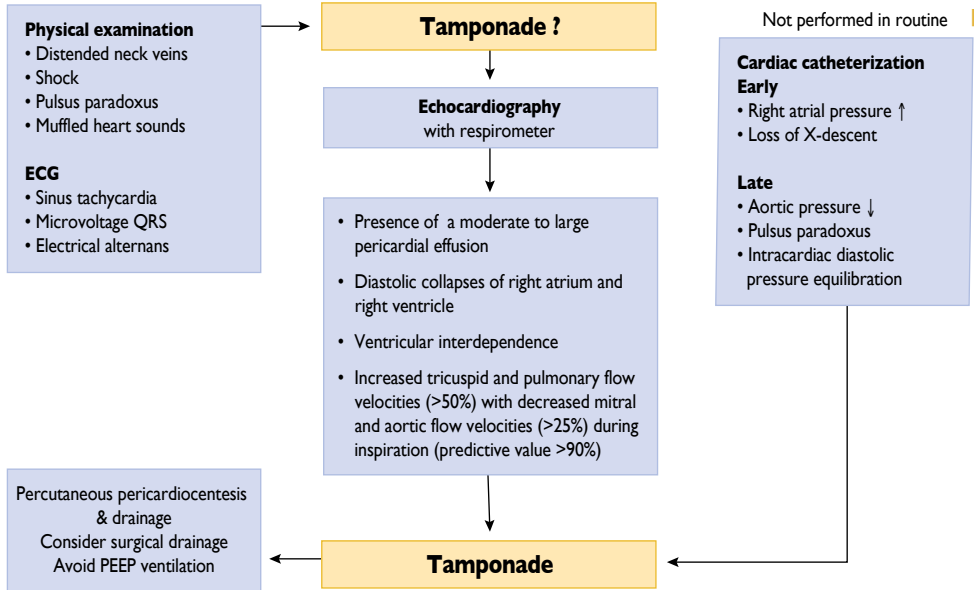 Physical examination
• Distended neck veins
• Shock
• Pulsus paradoxus
• Muffled heart sounds
ECG
• Sinus tachycardia
• Microvoltage QRS
• Electrical alternans
Tamponade ?
Echocardiography
with respirometer
• Presence of a moderate to large
pericardial effusion
• Diastolic collapses of right atrium and
right ventricle
• Ventricular interdependence
• Increased tricuspid and pulmonary flow
velocities (>50%) with decreased mitral
and aortic flow velocities (>25%) during
inspiration (predictive value >90%)
Not performed in routine
Cardiac catheterization
Early
• Right atrial pressure ↑
• Loss of X-descent
Late
• Aortic pressure ↓
• Pulsus paradoxus
• Intracardiac diastolic
pressure equilibration
Tamponade
Percutaneous pericardiocentesis
& drainage
Consider surgical drainage
Avoid PEEP ventilation